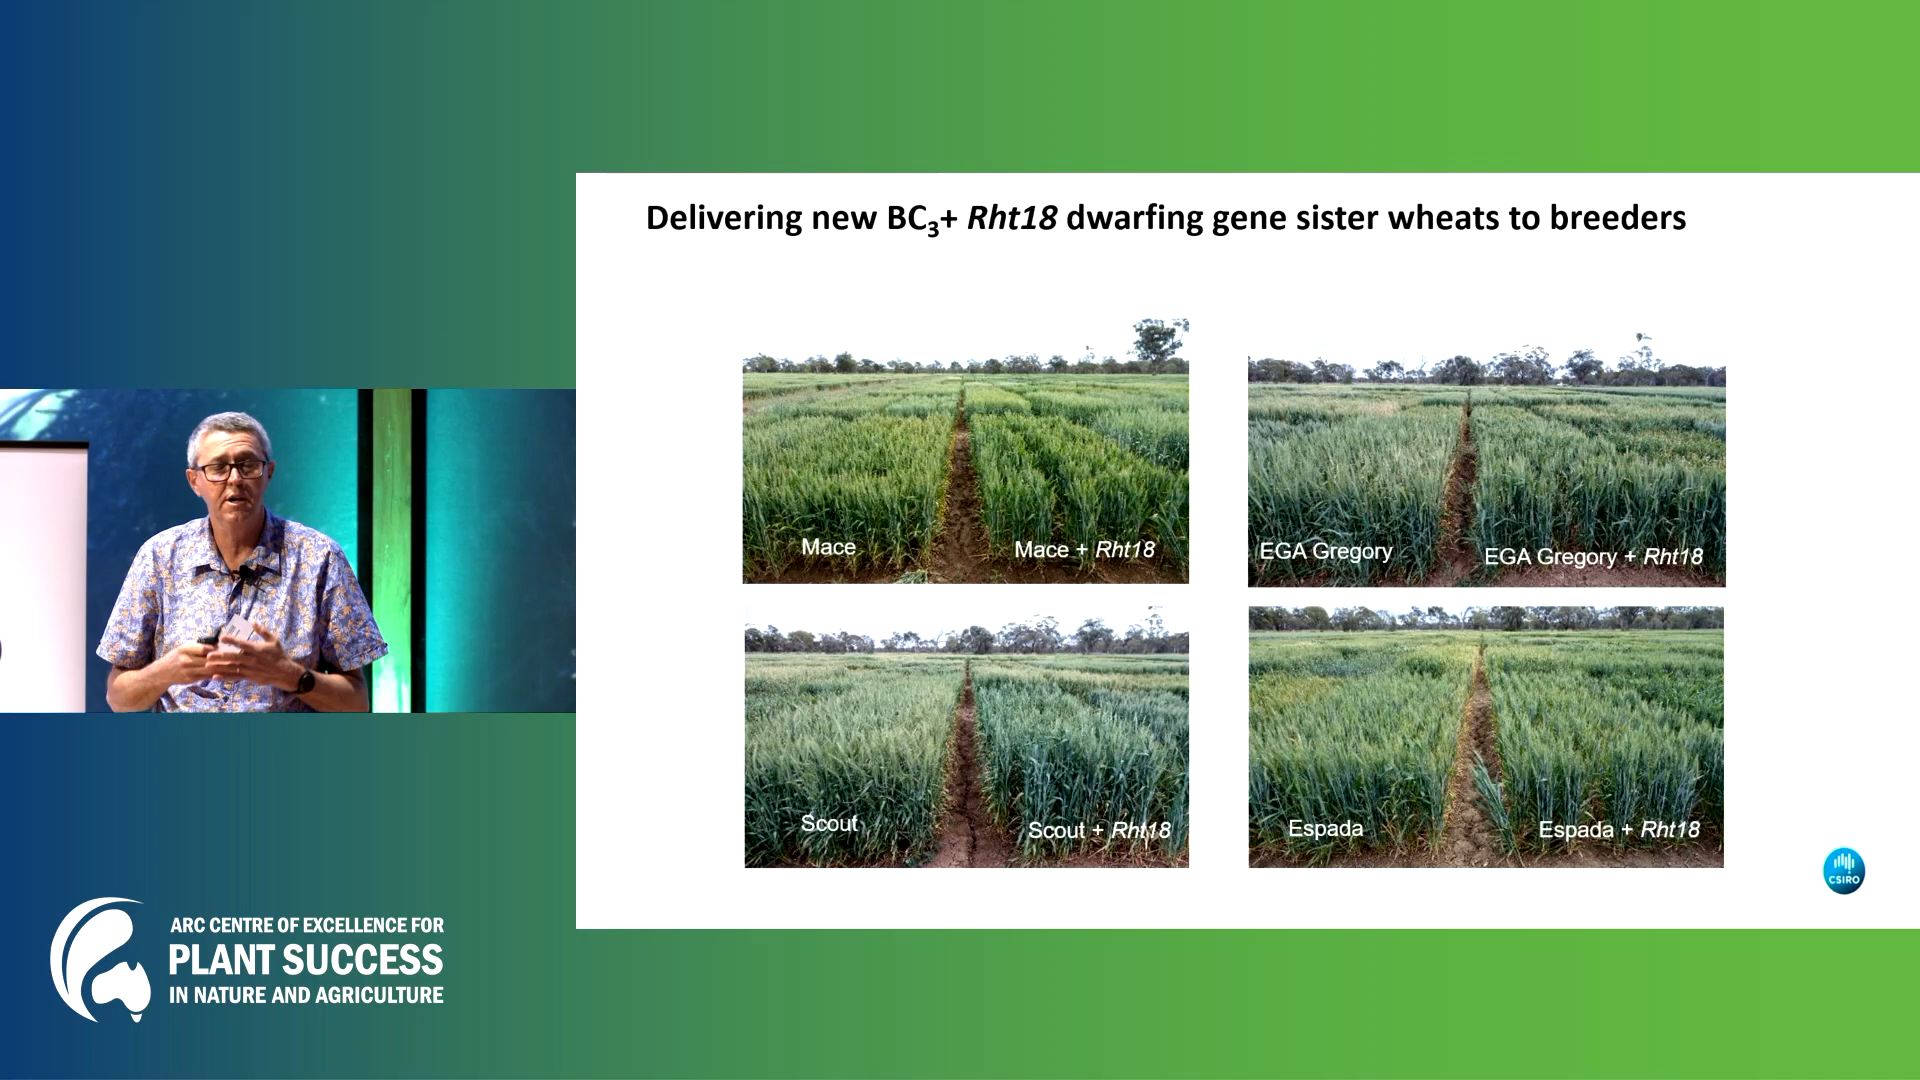 Delivering new BC3+ Rht18 dwarfing gene sister wheats to breeders
Mace
Mace + Rht18
EGA Gregory
EGA Gregory + Rht18
Scout
Scout + Rht18
Espada
Espada + Rht18
CSIRO
ARC CENTRE OF EXCELLENCE FOR
PLANT SUCCESS
IN NATURE AND AGRICULTURE